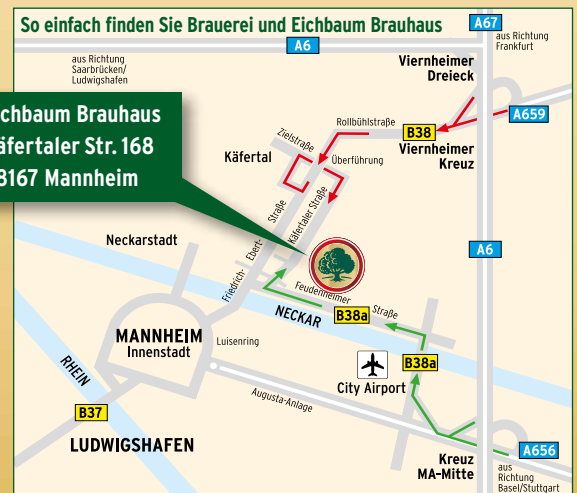 So einfach finden Sie Brauerei und Eichbaum Brauhaus
A67
A6
aus Richtung
Frankfurt
aus Richtung
Saarbrücken/
Ludwigshafen
Viernheimer
Dreieck
A659
chbaum Brauhaus
äfertaler Str. 168
8167 Mannheim
Rollbühlstraße
B38
Viernheimer
Kreuz
Zielstraße
Käfertal
Überführung
Käfertaler Straße
Friedrich-Ebert-Straße
Neckarstadt
A6
Feudenheimer Straße
B38a
NECKAR
MANNHEIM
Innenstadt
Luisenring
B38a
City Airport
RHEIN
Augusta-Anlage
B37
LUDWIGSHAFEN
A656
Kreuz
MA-Mitte
aus
Richtung
Basel/Stuttgart